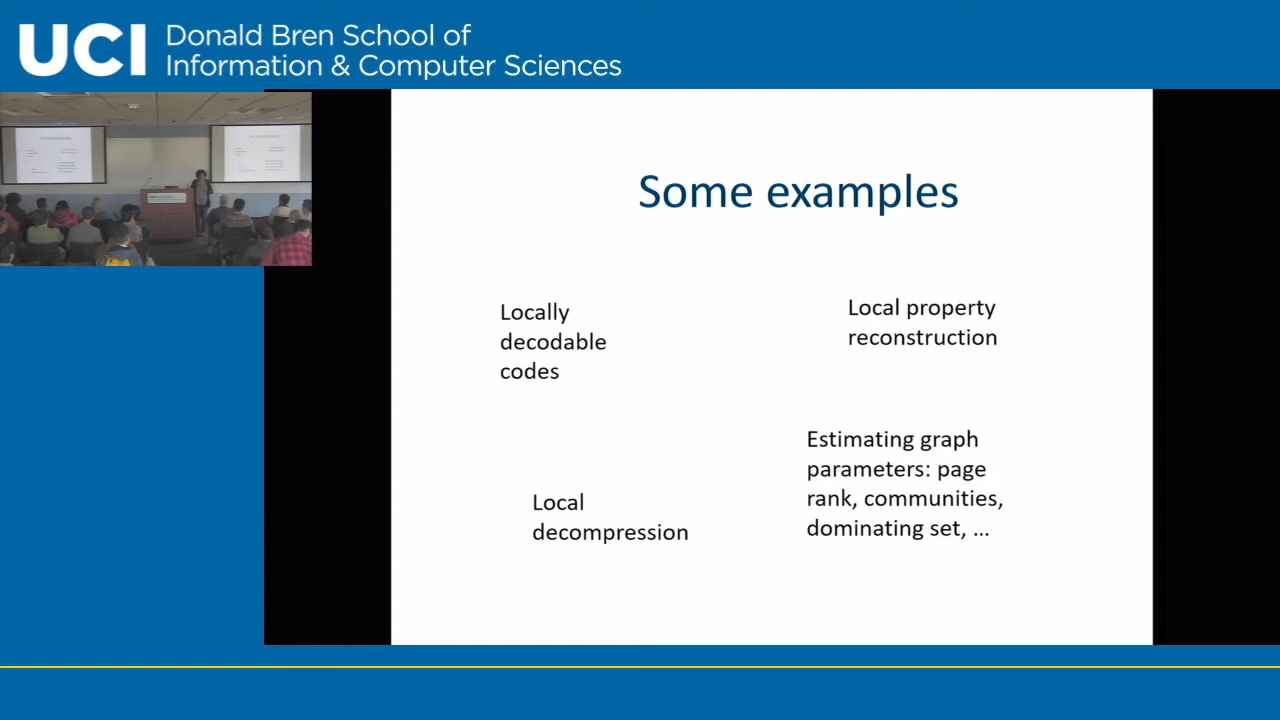 UCI
Donald Bren School of
Information & Computer Sciences
Some examples
Locally
decodable
codes
Local property
reconstruction
Estimating graph
parameters: page
rank, communities,
dominating set, ...
Local
decompression